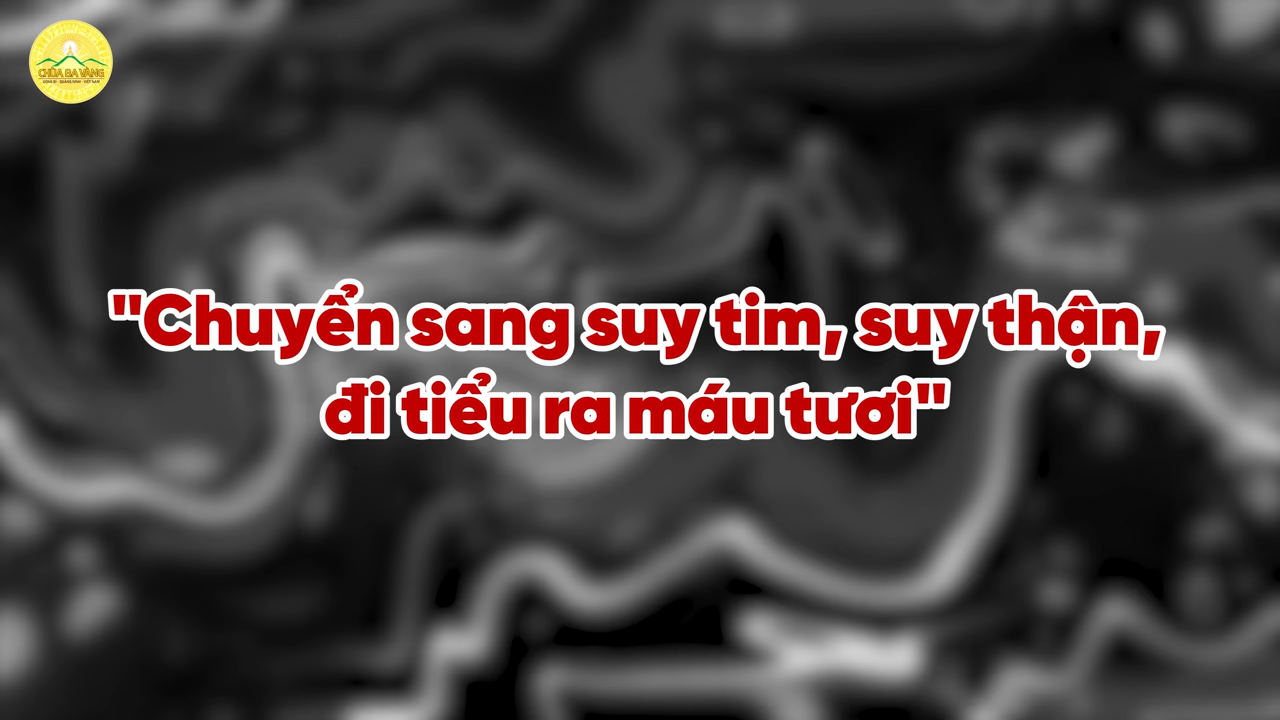 CHÙA BA VÀNG
"Chuyển sang suy tim, suy thận,
đi tiểu ra máu tươi"